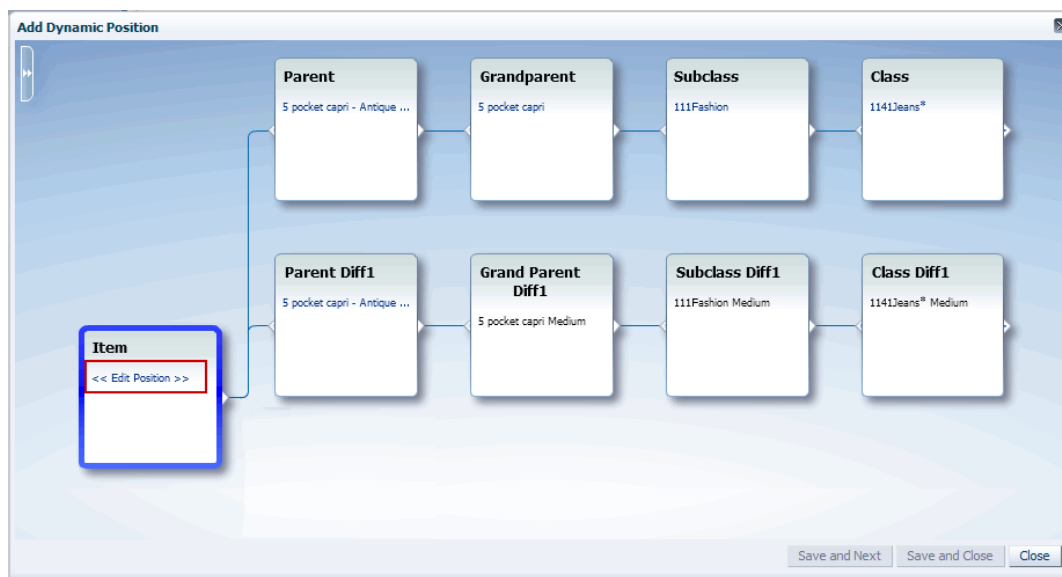 Add Dynamic Position
Parent
5 pocket capri - Antique ...
Grandparent
5 pocket capri
Subclass
111Fashion
Class
1141Jeans*
Parent Diff1
5 pocket capri - Antique ...
Grand Parent
Diff1
5 pocket capri Medium
Subclass Diff1
111Fashion Medium
Class Diff1
1141Jeans* Medium
Item
<< Edit Position >>
Save and Next
Save and Close
Close